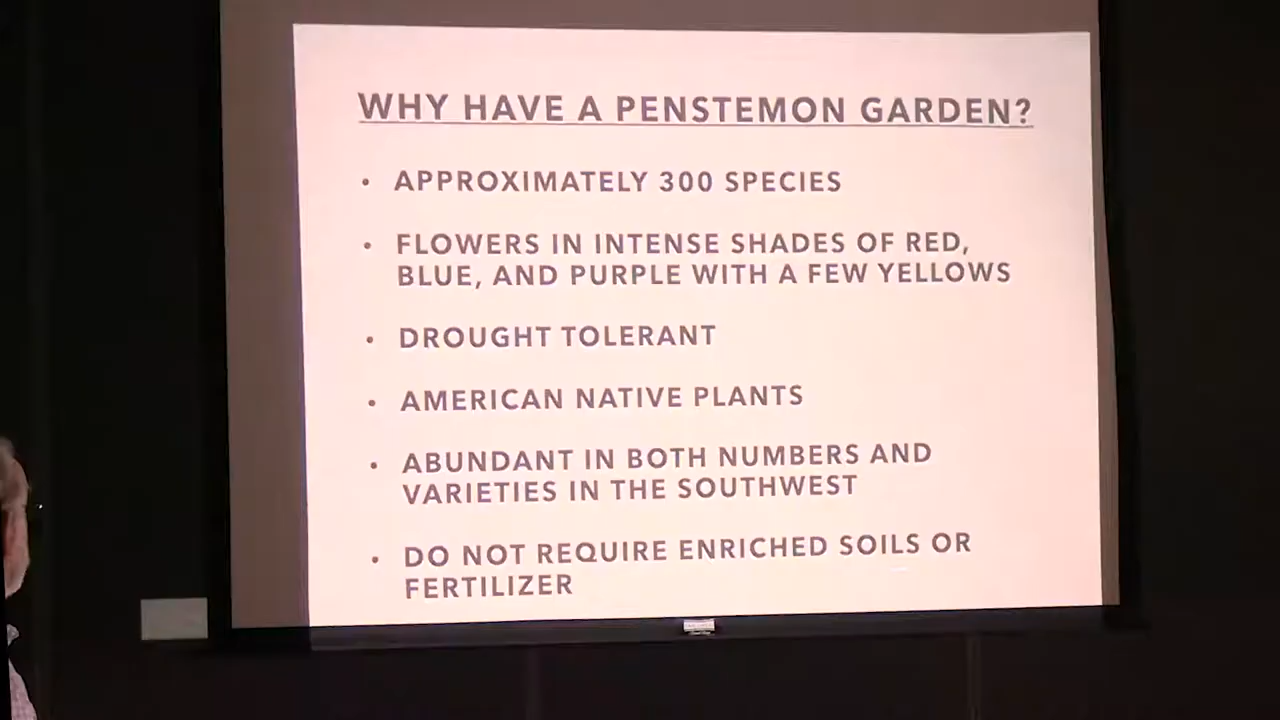 WHY HAVE A PENSTEMON GARDEN?
• APPROXIMATELY 300 SPECIES
• FLOWERS IN INTENSE SHADES OF RED,
BLUE, AND PURPLE WITH A FEW YELLOWS
• DROUGHT TOLERANT
• AMERICAN NATIVE PLANTS
• ABUNDANT IN BOTH NUMBERS AND
VARIETIES IN THE SOUTHWEST
• DO NOT REQUIRE ENRICHED SOILS OR
FERTILIZER